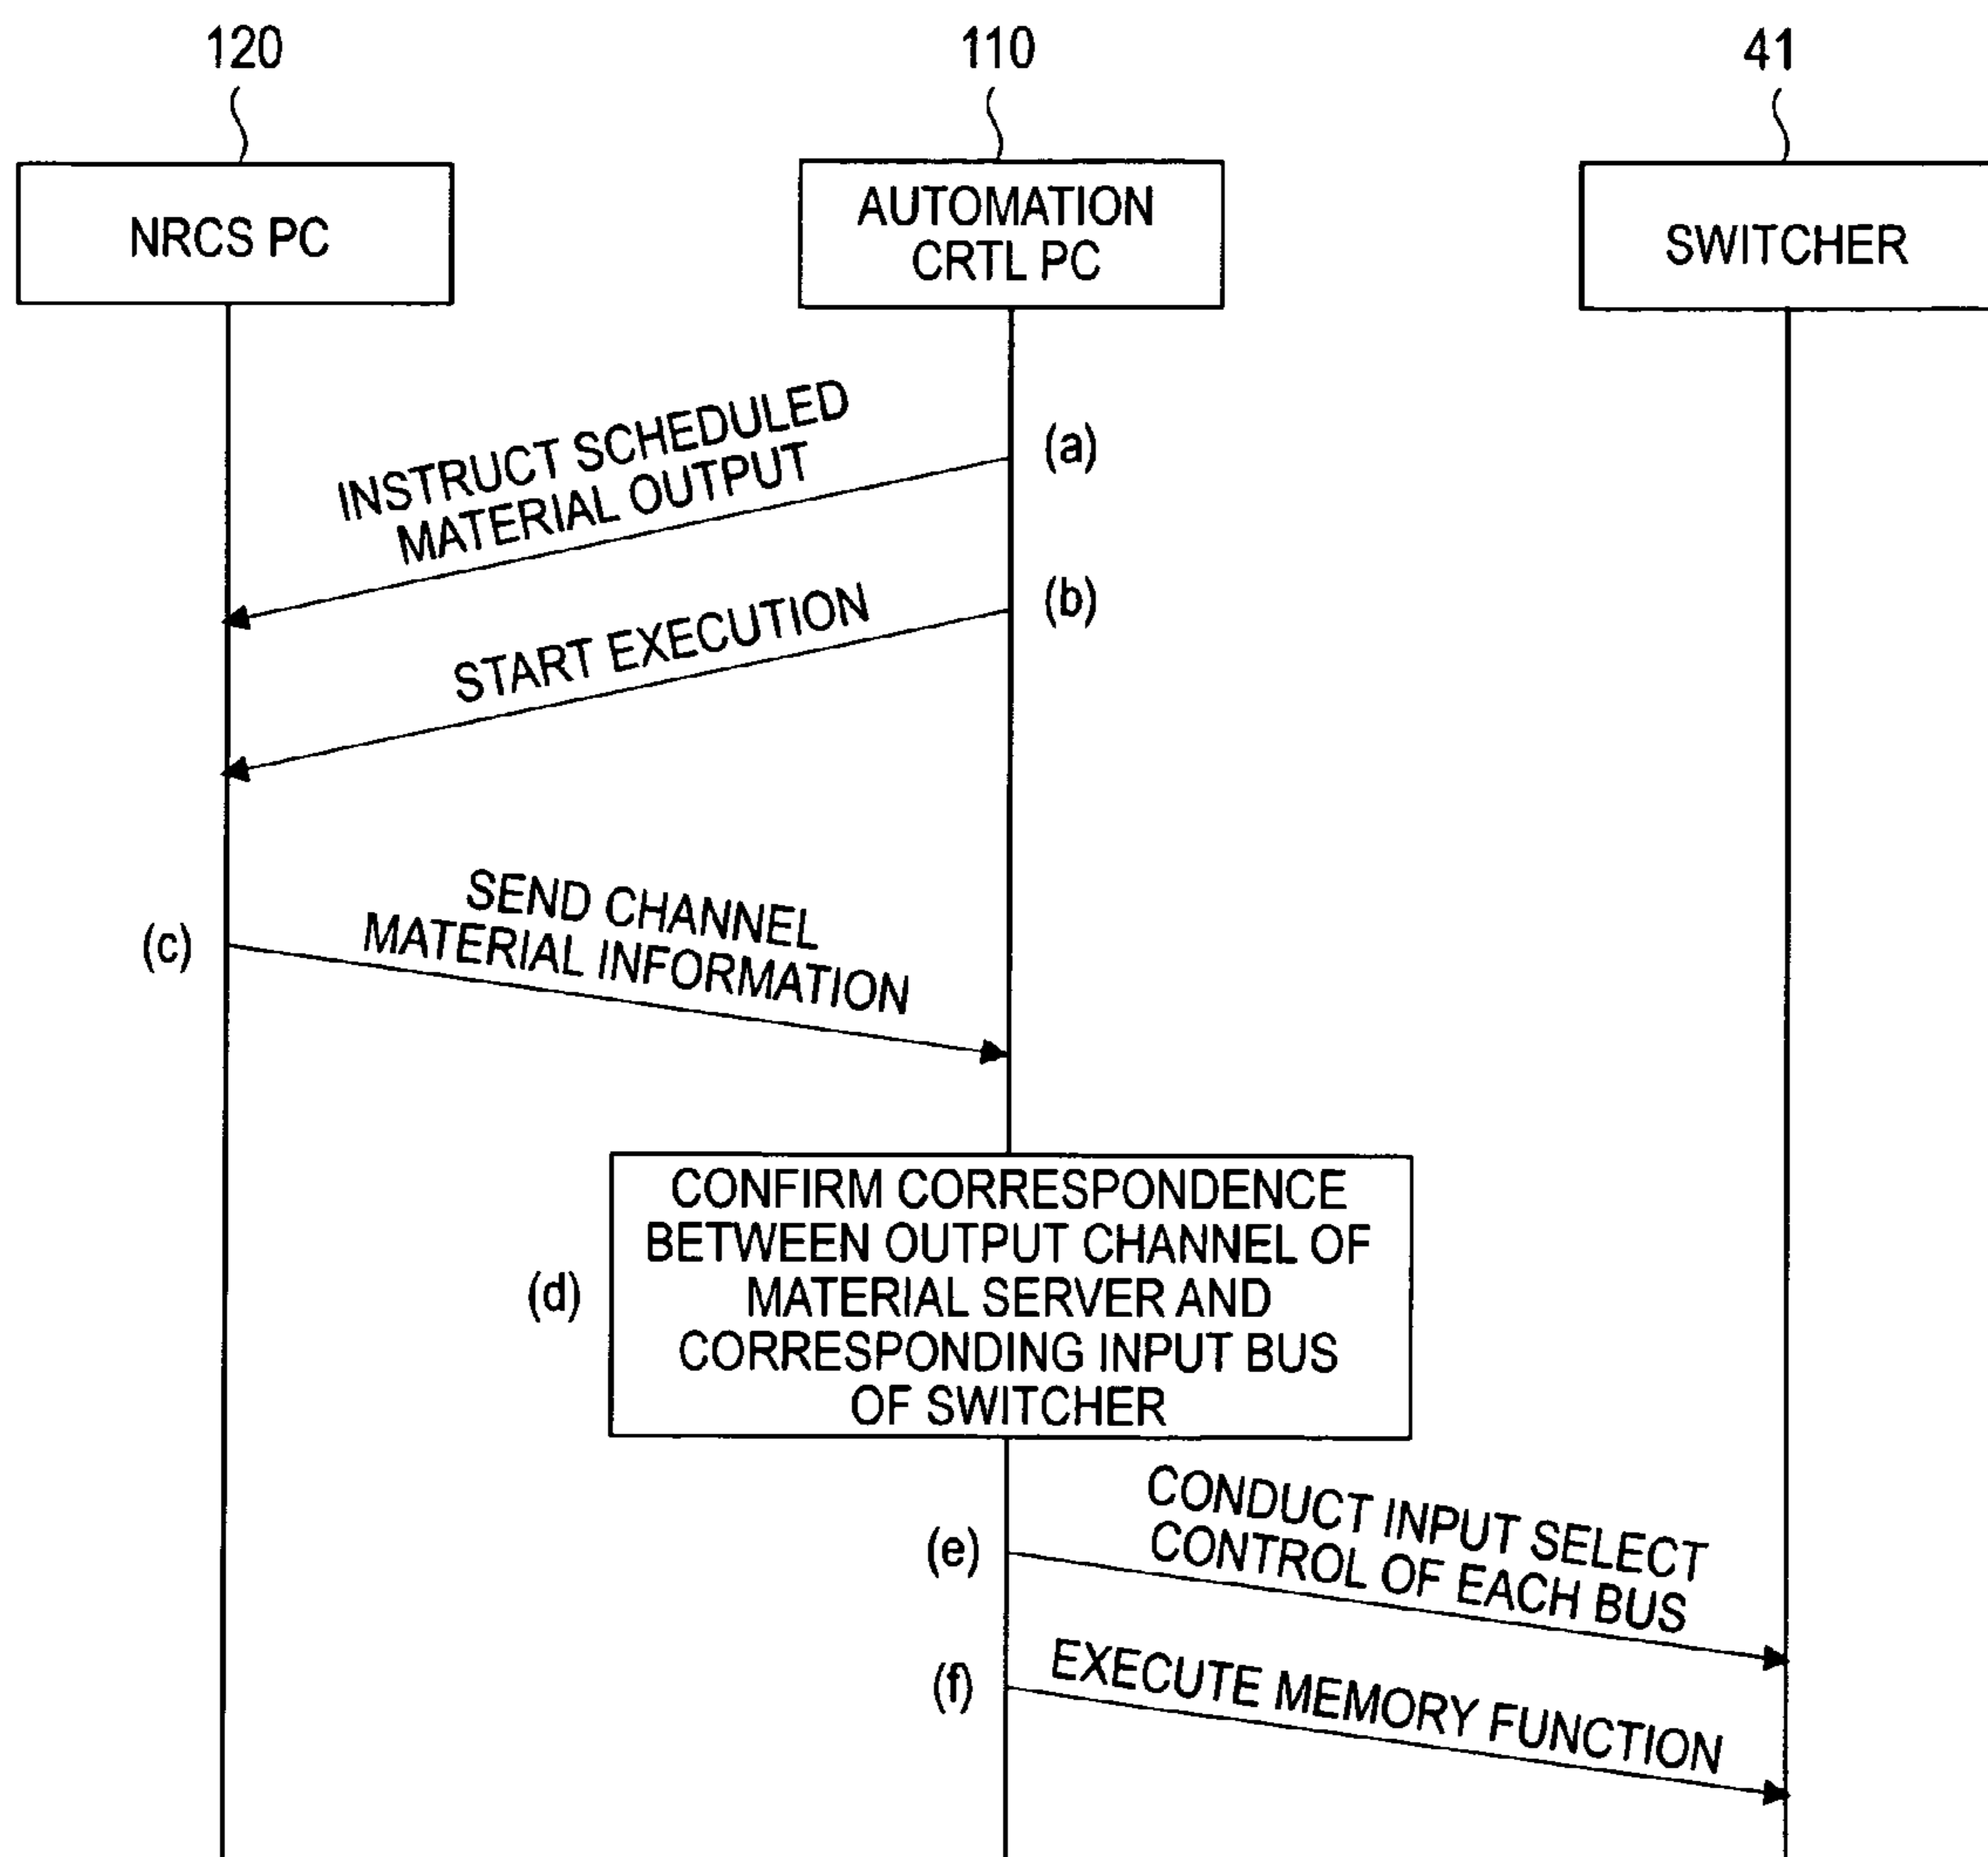 120
110
41
NRCS PC
AUTOMATION
CRTL PC
SWITCHER
INSTRUCT SCHEDULED
MATERIAL OUTPUT
(a)
START EXECUTION
(b)
(c)
SEND CHANNEL
MATERIAL INFORMATION
(d)
CONFIRM CORRESPONDENCE
BETWEEN OUTPUT CHANNEL OF
MATERIAL SERVER AND
CORRESPONDING INPUT BUS
OF SWITCHER
(e)
CONDUCT INPUT SELECT
CONTROL OF EACH BUS
(f)
EXECUTE MEMORY FUNCTION